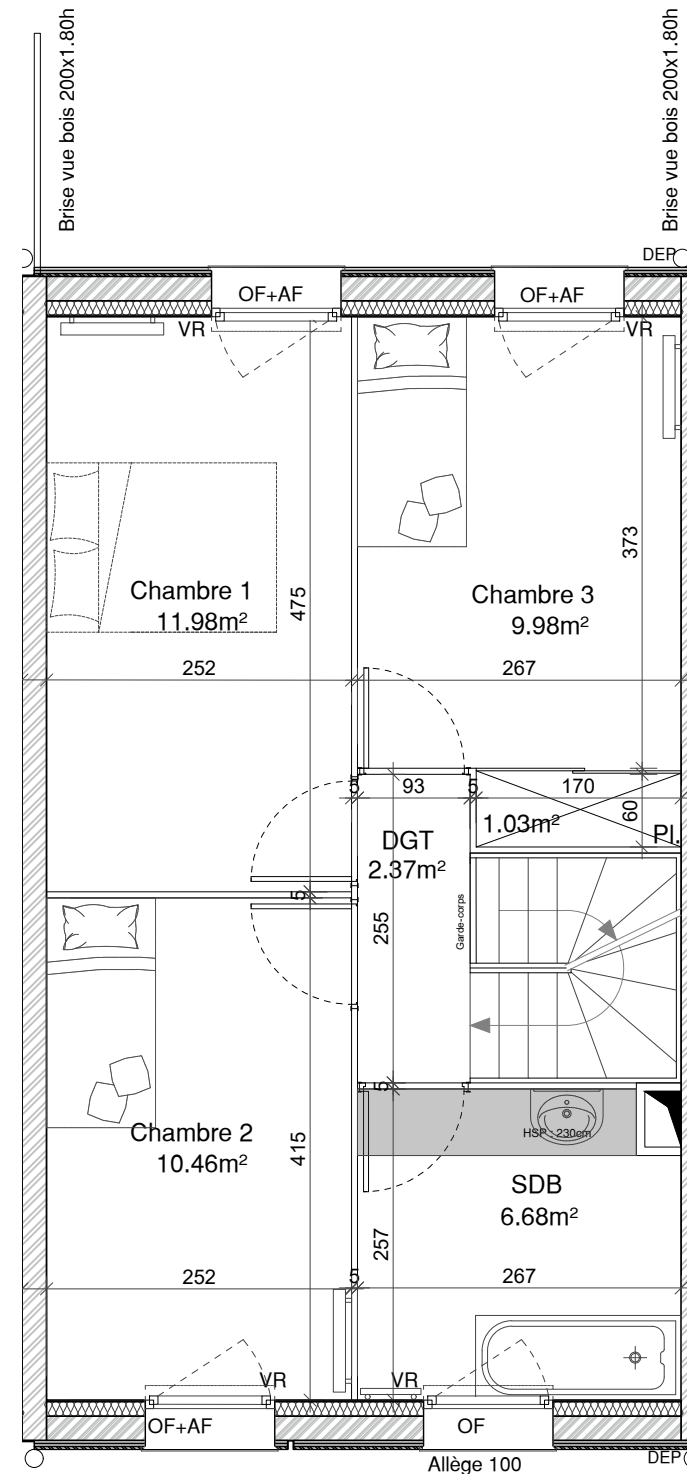 Brise vue bois 200x1.80h
Brise vue bois 200x1.80h
DEP
OF+AF
OF+AF
VR
VR
373
Chambre 1
11.98m²
475
Chambre 3
9.98m²
252
267
5
93
5
170
60
1.03m²
Pl.
DGT
2.37m²
5
255
Garde-corps
5
HSP : 230cm
Chambre 2
10.46m²
415
SDB
6.68m²
257
252
5
267
VR
VR
OF+AF
OF
Allège 100
DEP